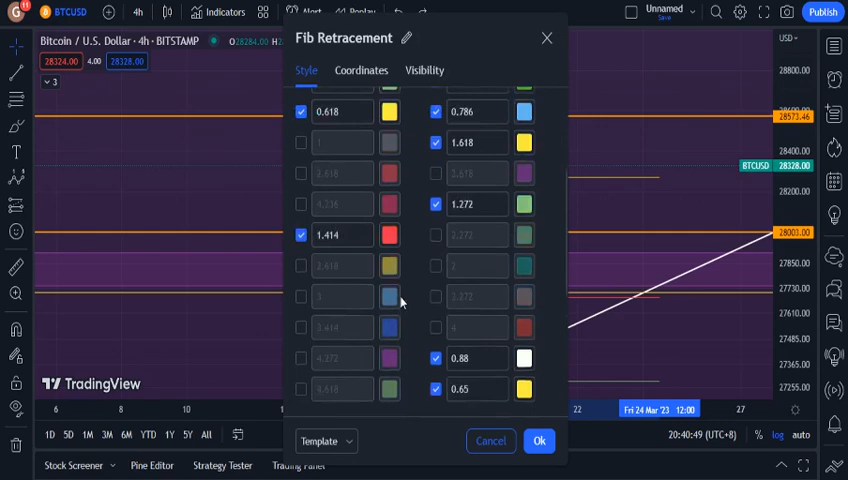 G 11 BTCUSD 4h Indicators Alert Replay Unnamed Save Publish
Fib Retracement
Bitcoin / U.S. Dollar · 4h · BITSTAMP O28284.00
USD
28324.00 4.00 28328.00
3
Style Coordinates Visibility
28800.00
0.618 0.786
28573.46
1 1.618
28400.00
BTCUSD 28328.00
2.618 2.618
28200.00
4.236 1.272
1.414 2.272
28003.00
2.618 2
27850.00
27730.00
3 3.272
27610.00
3.414 4
27485.00
4.272 0.88
27365.00
4.618 0.65
27255.00
TradingView
6 8 10 12 22 Fri 24 Mar '23 12:00 27
1D 5D 1M 3M 6M YTD 1Y 5Y All
20:40:49 (UTC+8) % log auto
Template Cancel Ok
Stock Screener Pine Editor Strategy Tester Trading Panel